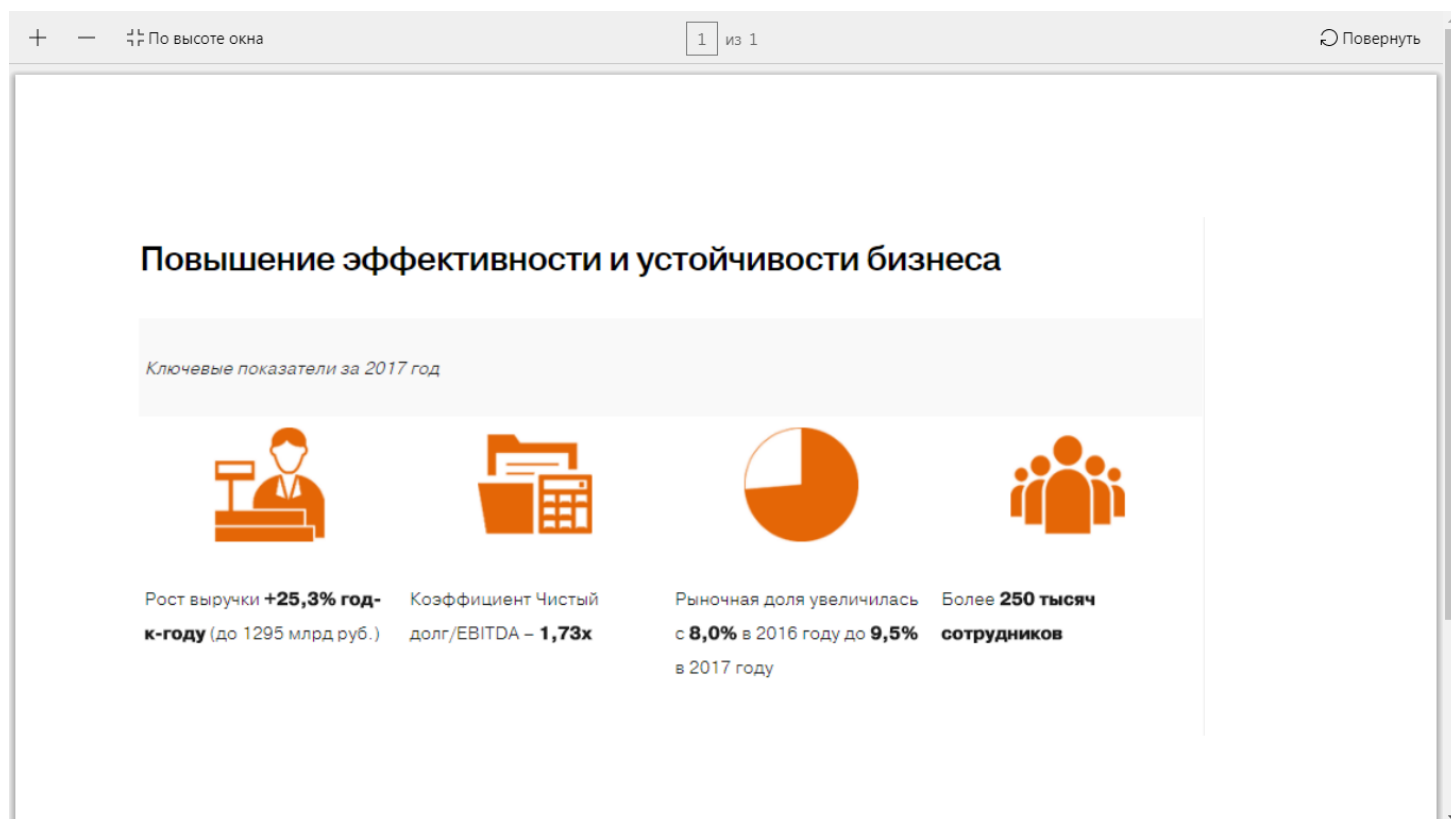 По высоте окна
1 из 1
Повернуть
Повышение эффективности и устойчивости бизнеса
Ключевые показатели за 2017 год
Рост выручки +25,3% год-
к-году (до 1295 млрд руб.)
Коэффициент Чистый
долг/EBITDA – 1,73x
Рыночная доля увеличилась
с 8,0% в 2016 году до 9,5%
в 2017 году
Более 250 тысяч
сотрудников